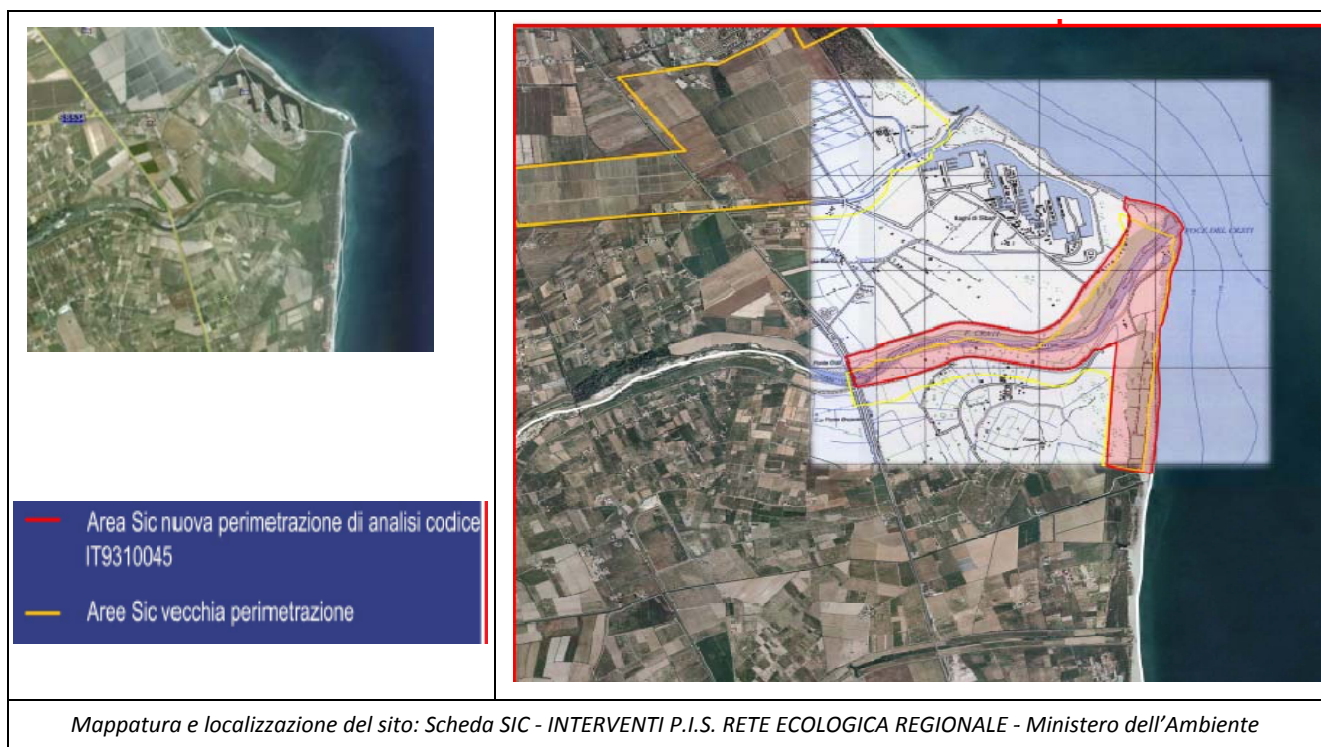 SS534
FOCE DEL CRATI
F. CRATI
Area Sic nuova perimetrazione di analisi codice
IT9310045
Aree Sic vecchia perimetrazione
Mappatura e localizzazione del sito: Scheda SIC - INTERVENTI P.I.S. RETE ECOLOGICA REGIONALE - Ministero dell'Ambiente